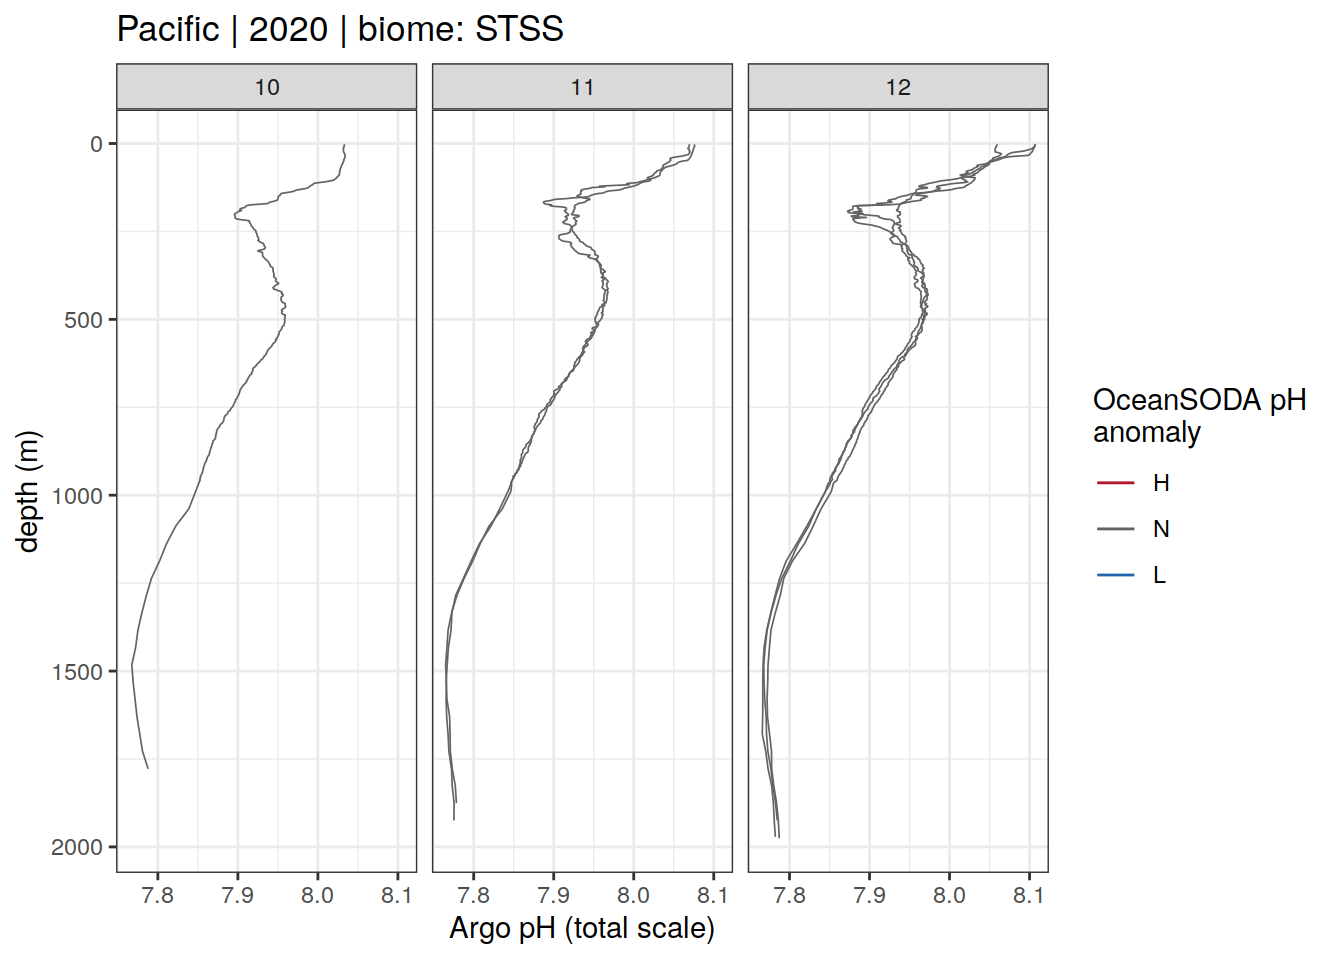 Pacific | 2020 | biome: STSS
10 11 12
0
500
1000
1500
2000
depth (m)
7.8 7.9 8.0 8.1 7.8 7.9 8.0 8.1 7.8 7.9 8.0 8.1
Argo pH (total scale)
OceanSODA pH
anomaly
H
N
L